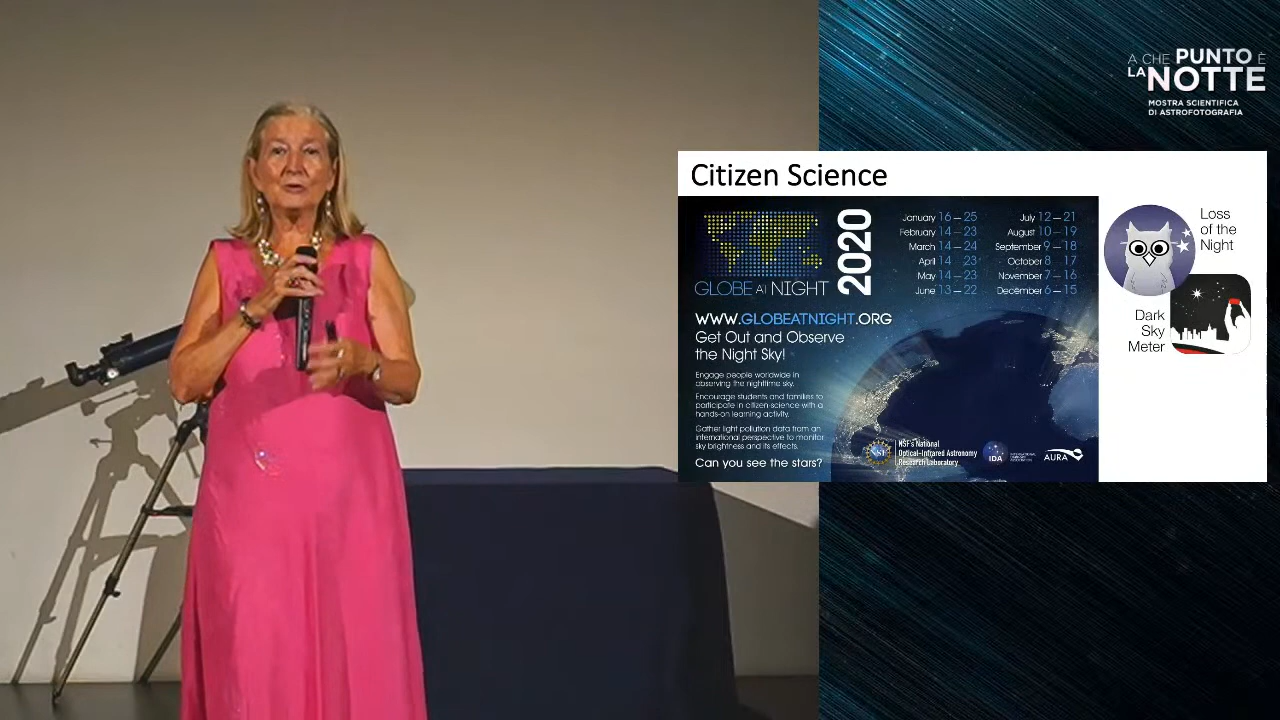 A CHE PUNTO È
LA NOTTE
MOSTRA SCIENTIFICA
DI ASTROFOTOGRAFIA
Citizen Science
GLOBE AT NIGHT
2020
January 16 – 25
February 14 – 23
March 14 – 24
April 14 23
May 14 – 23
June 13 – 22
July 12 – 21
August 10 – 19
September 9 – 18
October 8 17
November 7 – 16
December 6 – 15
WWW.GLOBEATNIGHT.ORG
Get Out and Observe
the Night Sky!
Engage people worldwide in
observing the nighttime sky.
Encourage students and families to
participate in citizen-science with a
hands-on learning activity.
Gather light pollution data from an
international perspective to monitor
sky brightness and its effects.
Can you see the stars?
NSF
NSF's National
Optical-Infrared Astronomy
Research Laboratory
IDA
AURA
Loss
of the
Night
Dark
Sky
Meter